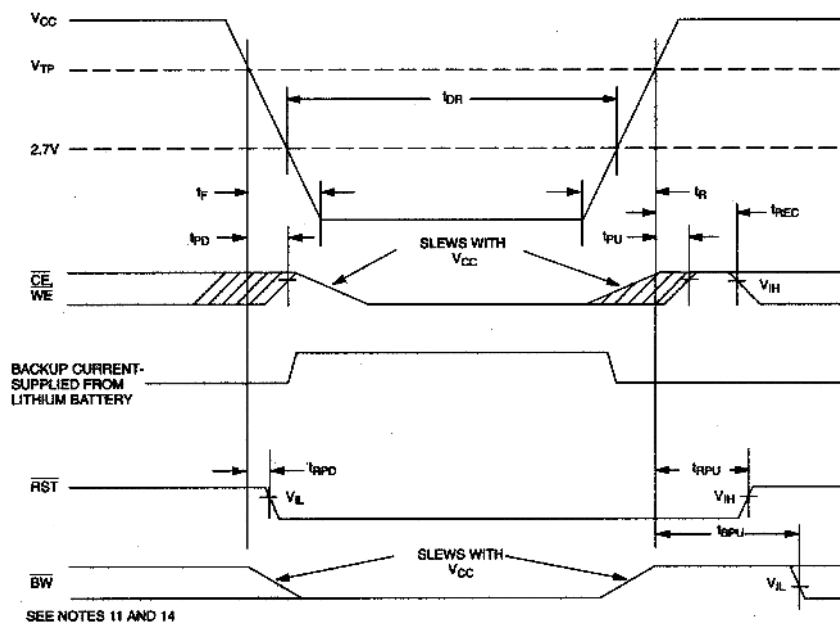 VCC
VTP
tDR
2.7V
tF
tR
tREC
tPD
tPU
SLEWS WITH
VCC
CE,
WE
VIH
BACKUP CURRENT-
SUPPLIED FROM
LITHIUM BATTERY
tRPD
tRPU
RST
VIL
VIH
tBPU
SLEWS WITH
VCC
BW
VIL
SEE NOTES 11 AND 14